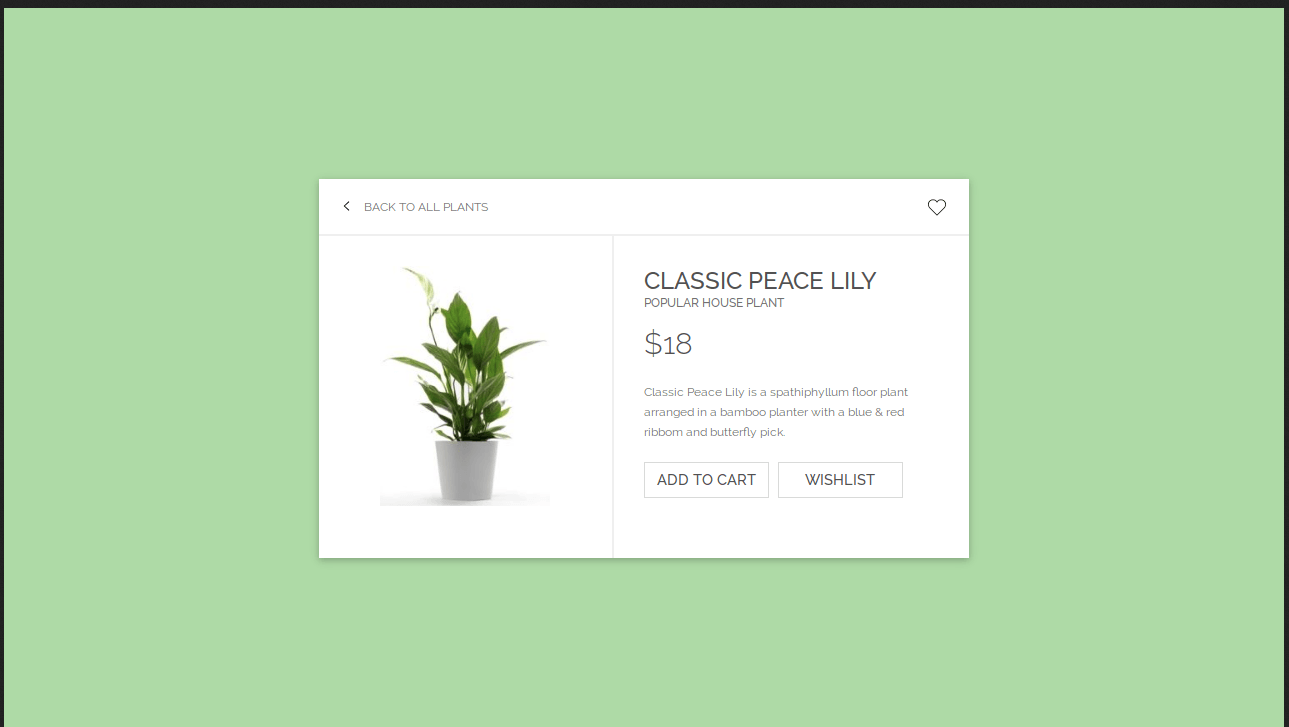 BACK TO ALL PLANTS
CLASSIC PEACE LILY
POPULAR HOUSE PLANT
$18
Classic Peace Lily is a spathiphyllum floor plant
arranged in a bamboo planter with a blue & red
ribbom and butterfly pick.
ADD TO CART
WISHLIST